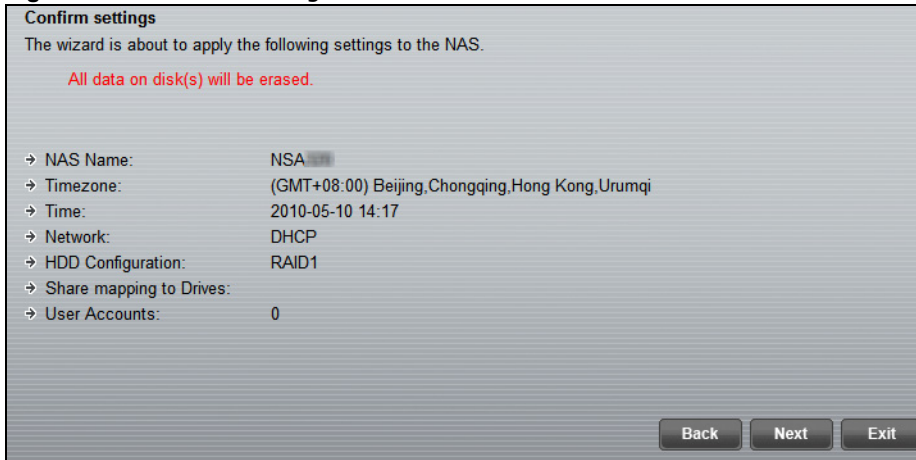 Confirm settings
The wizard is about to apply the following settings to the NAS.
All data on disk(s) will be erased.
NAS Name: NSA
Timezone: (GMT+08:00) Beijing,Chongqing,Hong Kong,Urumqi
Time: 2010-05-10 14:17
Network: DHCP
HDD Configuration: RAID1
Share mapping to Drives:
User Accounts: 0
Back Next Exit